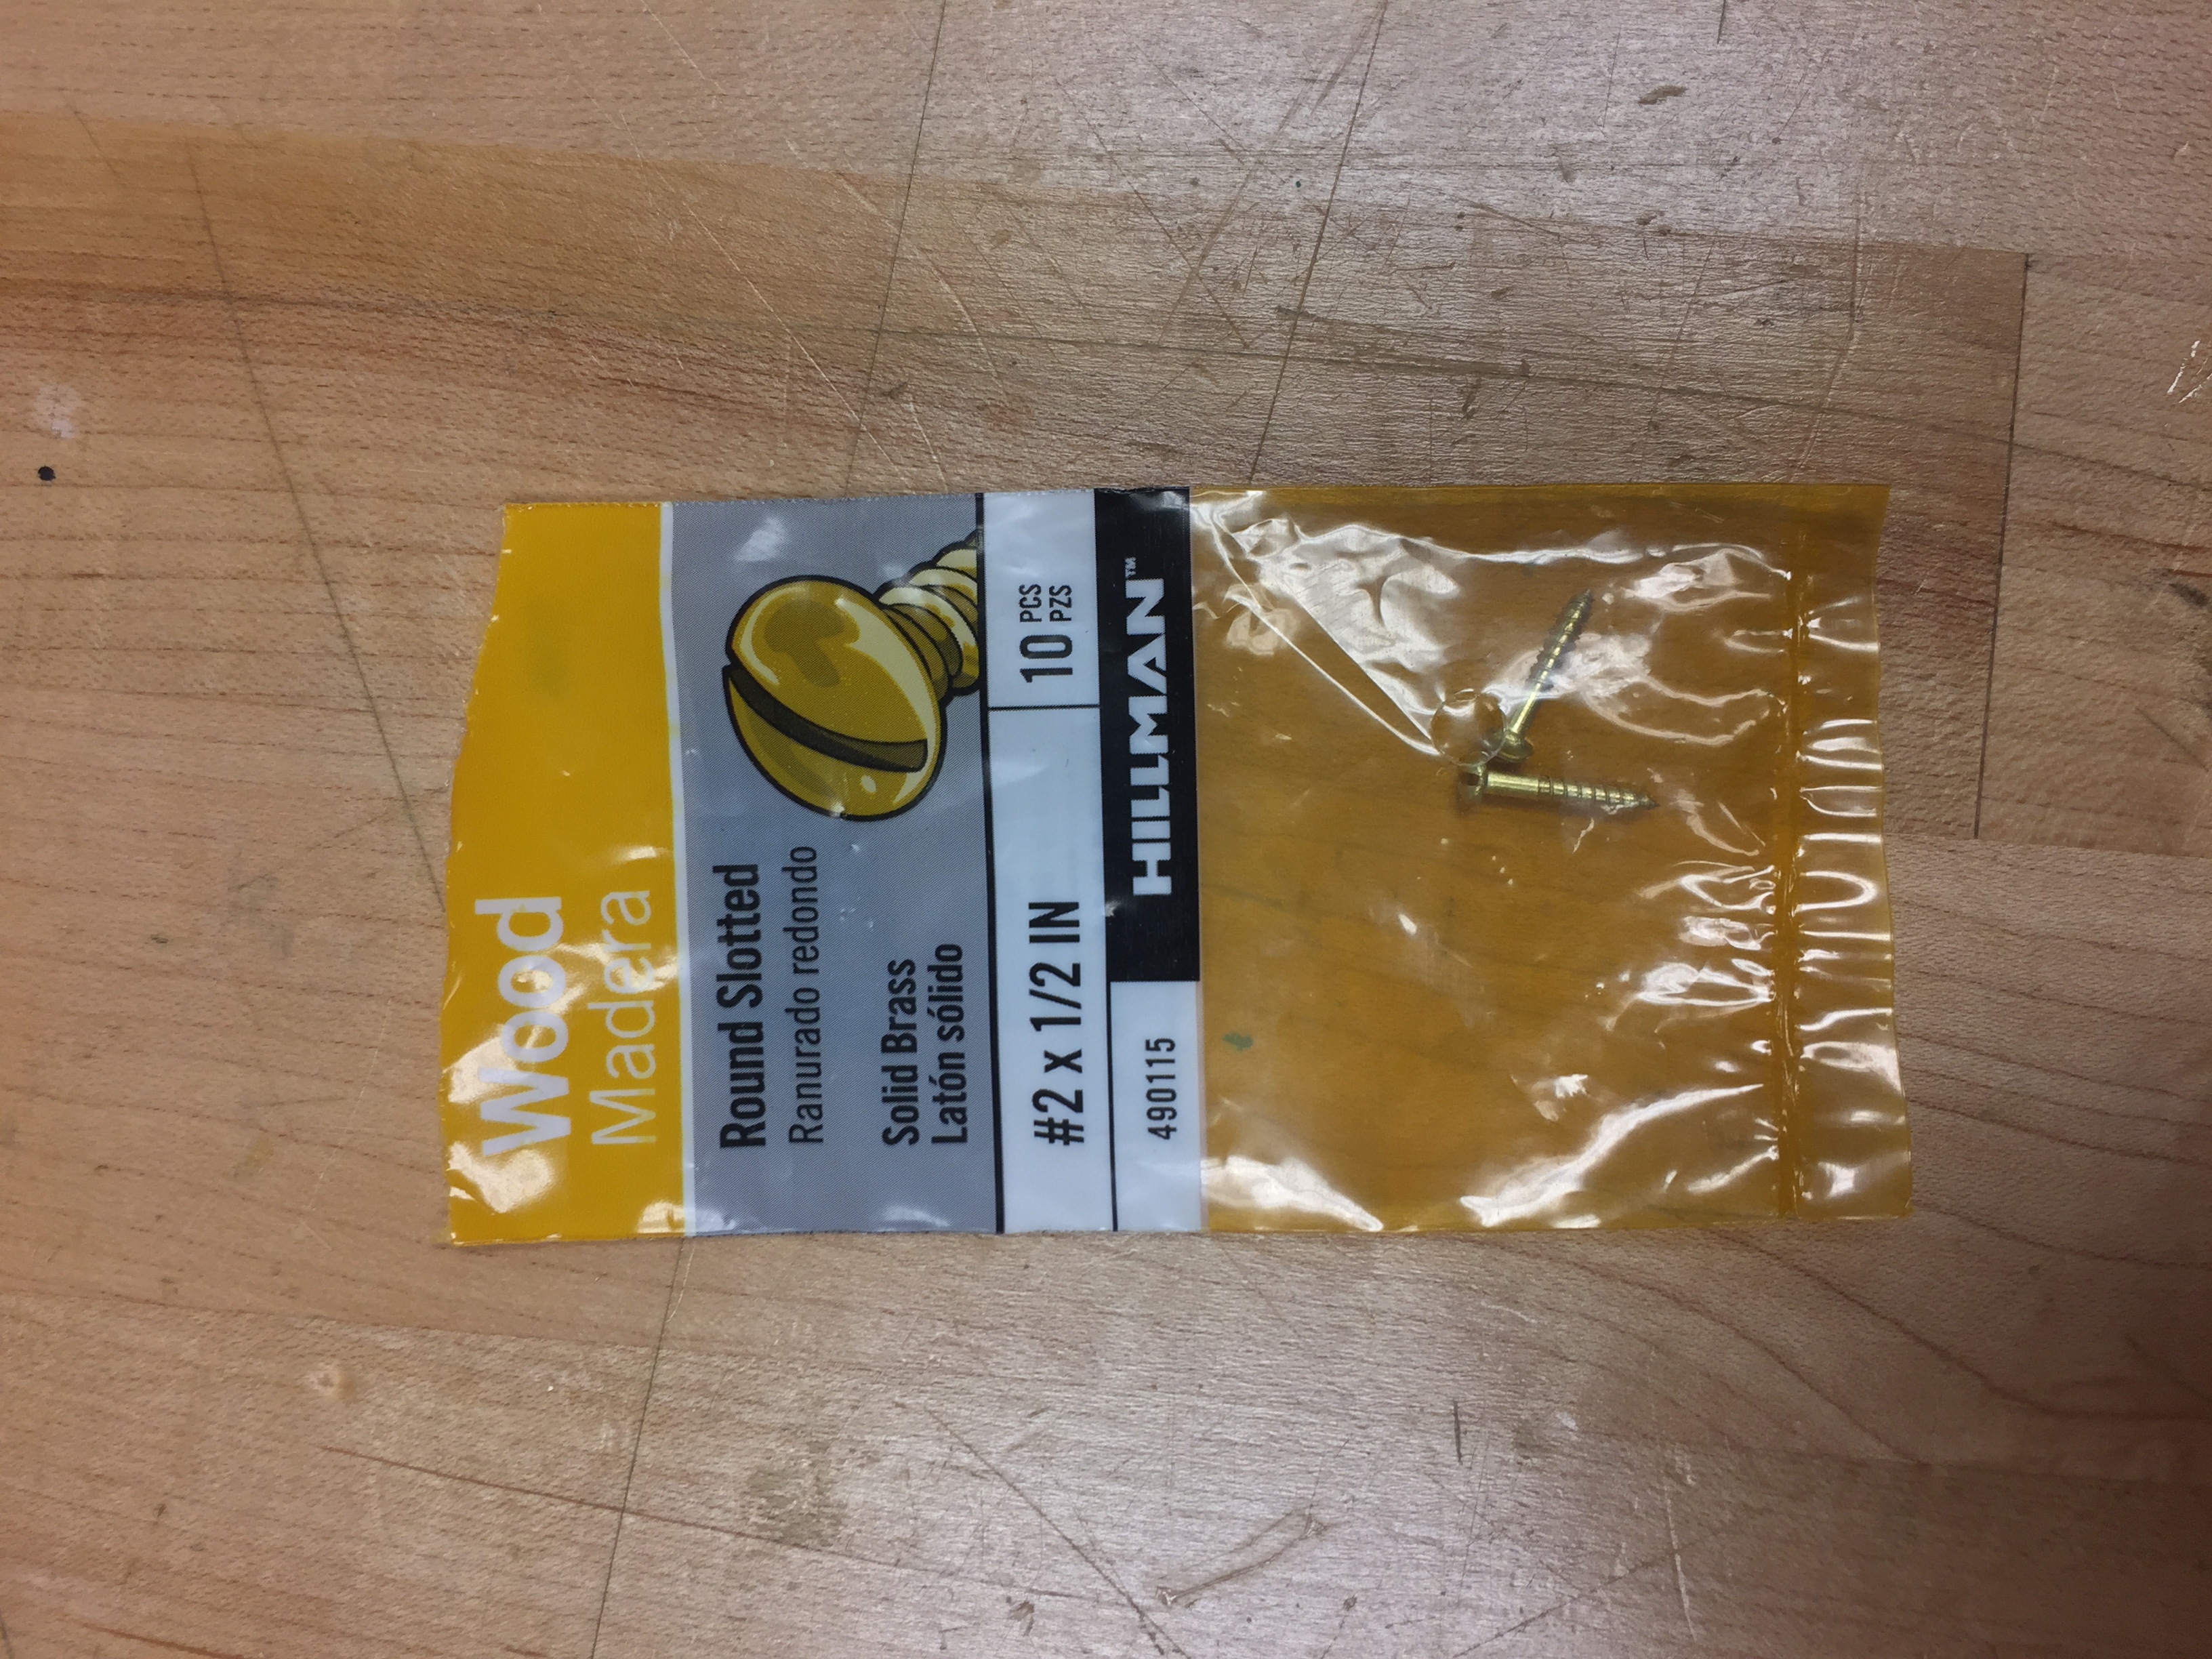 Wood
Madera
Round Slotted
Ranurado redondo
Solid Brass
Latón sólido
#2 x 1/2 IN
10 PCS
PZS
490115
HILLMAN™